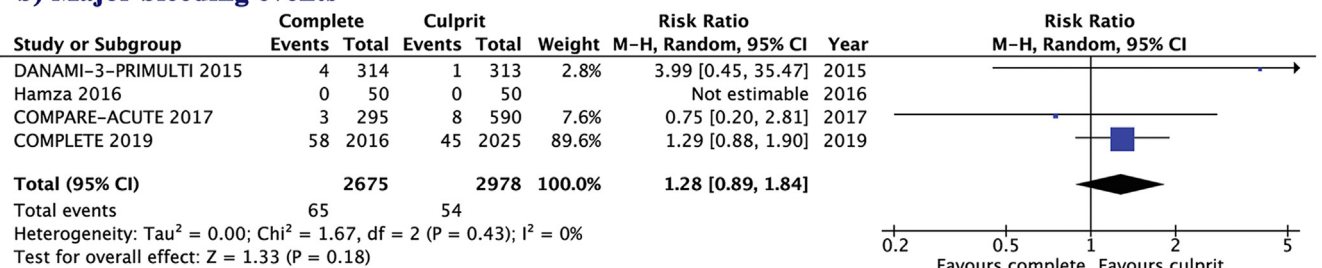 b) Major bleeding events
Complete Culprit Risk Ratio Risk Ratio
Study or Subgroup Events Total Events Total Weight M-H, Random, 95% CI Year M-H, Random, 95% CI
DANAMI-3-PRIMULTI 2015 4 314 1 313 2.8% 3.99 [0.45, 35.47] 2015
Hamza 2016 0 50 0 50 Not estimable 2016
COMPARE-ACUTE 2017 3 295 8 590 7.6% 0.75 [0.20, 2.81] 2017
COMPLETE 2019 58 2016 45 2025 89.6% 1.29 [0.88, 1.90] 2019
Total (95% CI) 2675 2978 100.0% 1.28 [0.89, 1.84]
Total events 65 54
Heterogeneity: Tau² = 0.00; Chi² = 1.67, df = 2 (P = 0.43); I² = 0%
Test for overall effect: Z = 1.33 (P = 0.18)
0.2 0.5 1 2 5
Favours complete Favours culprit